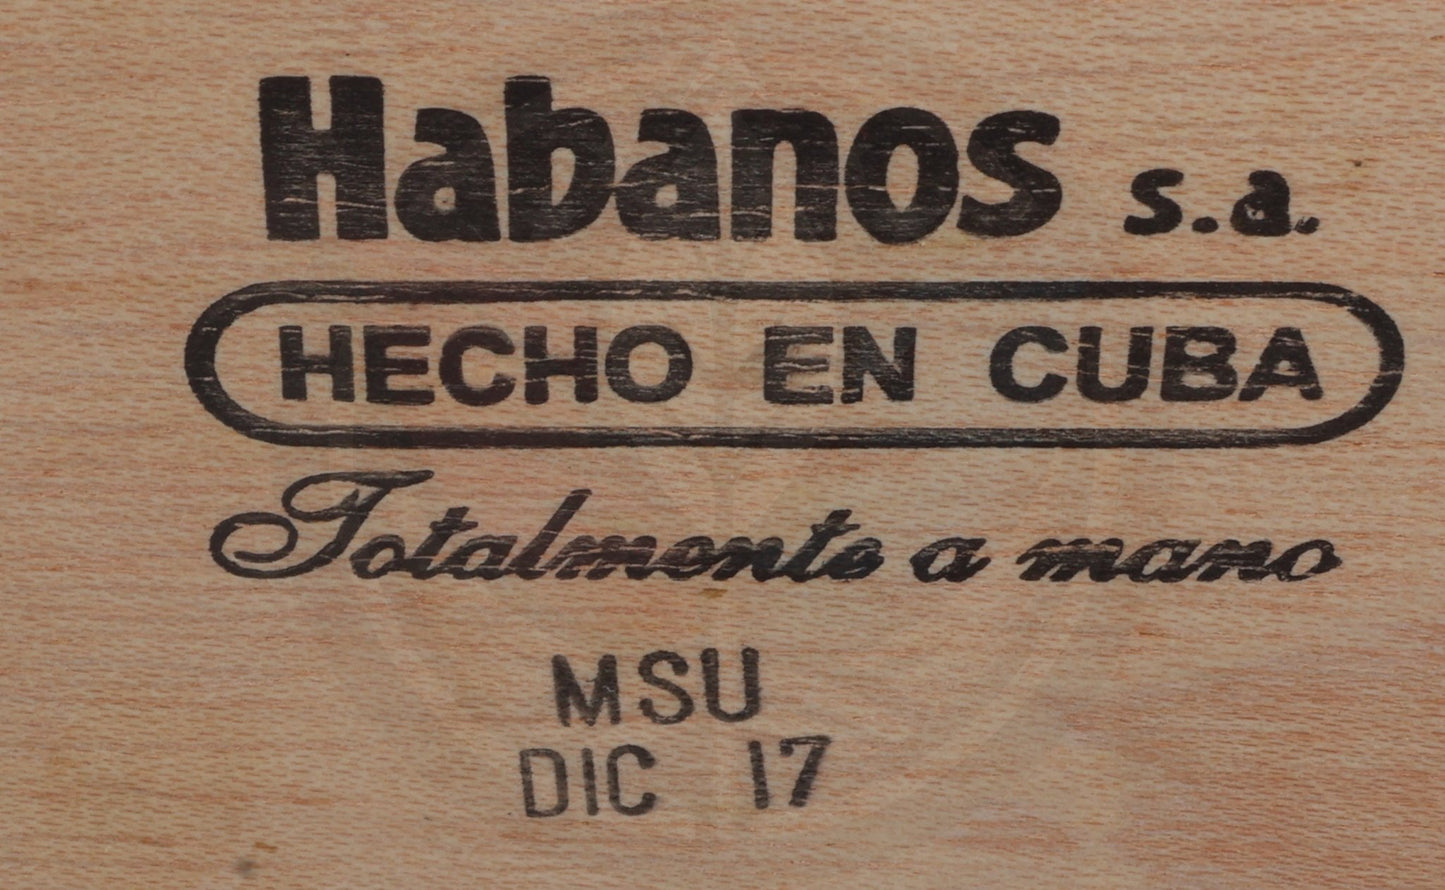 Habanos s.a.
HECHO EN CUBA
Totalmente a mano
MSU
DIC 17